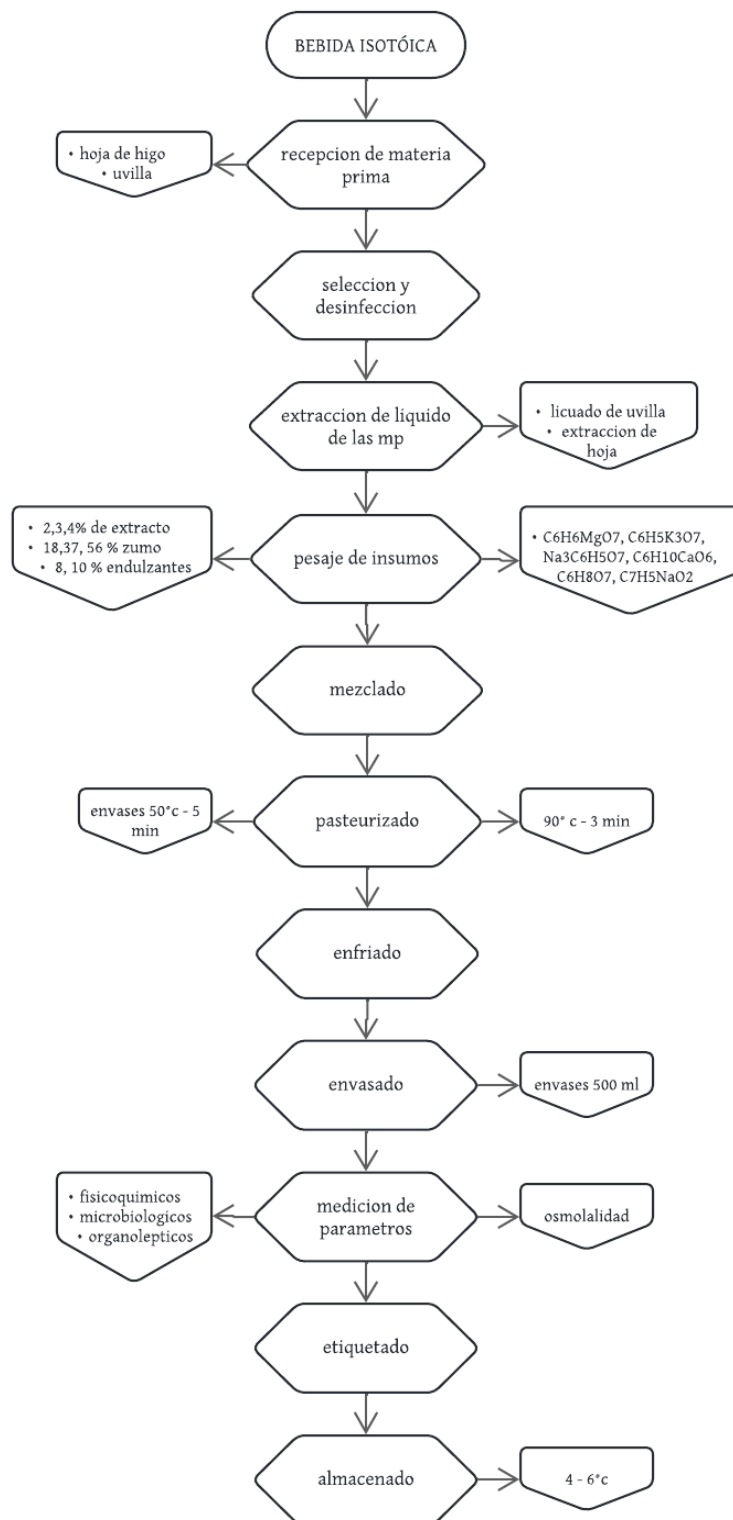 BEBIDA ISOTÓICA
• hoja de higo
• uvilla
recepcion de materia
prima
seleccion y
desinfeccion
extraccion de liquido
de las mp
• licuado de uvilla
• extraccion de
hoja
• 2,3,4% de extracto
• 18,37, 56 % zumo
• 8, 10 % endulzantes
pesaje de insumos
• C6H6MgO7, C6H5K3O7,
Na3C6H5O7, C6H10CaO6,
C6H8O7, C7H5NaO2
mezclado
envases 50°c - 5
min
pasteurizado
90° c - 3 min
enfriado
envasado
envases 500 ml
• fisicoquimicos
• microbiologicos
• organolepticos
medicion de
parametros
osmolalidad
etiquetado
almacenado
4 - 6°c